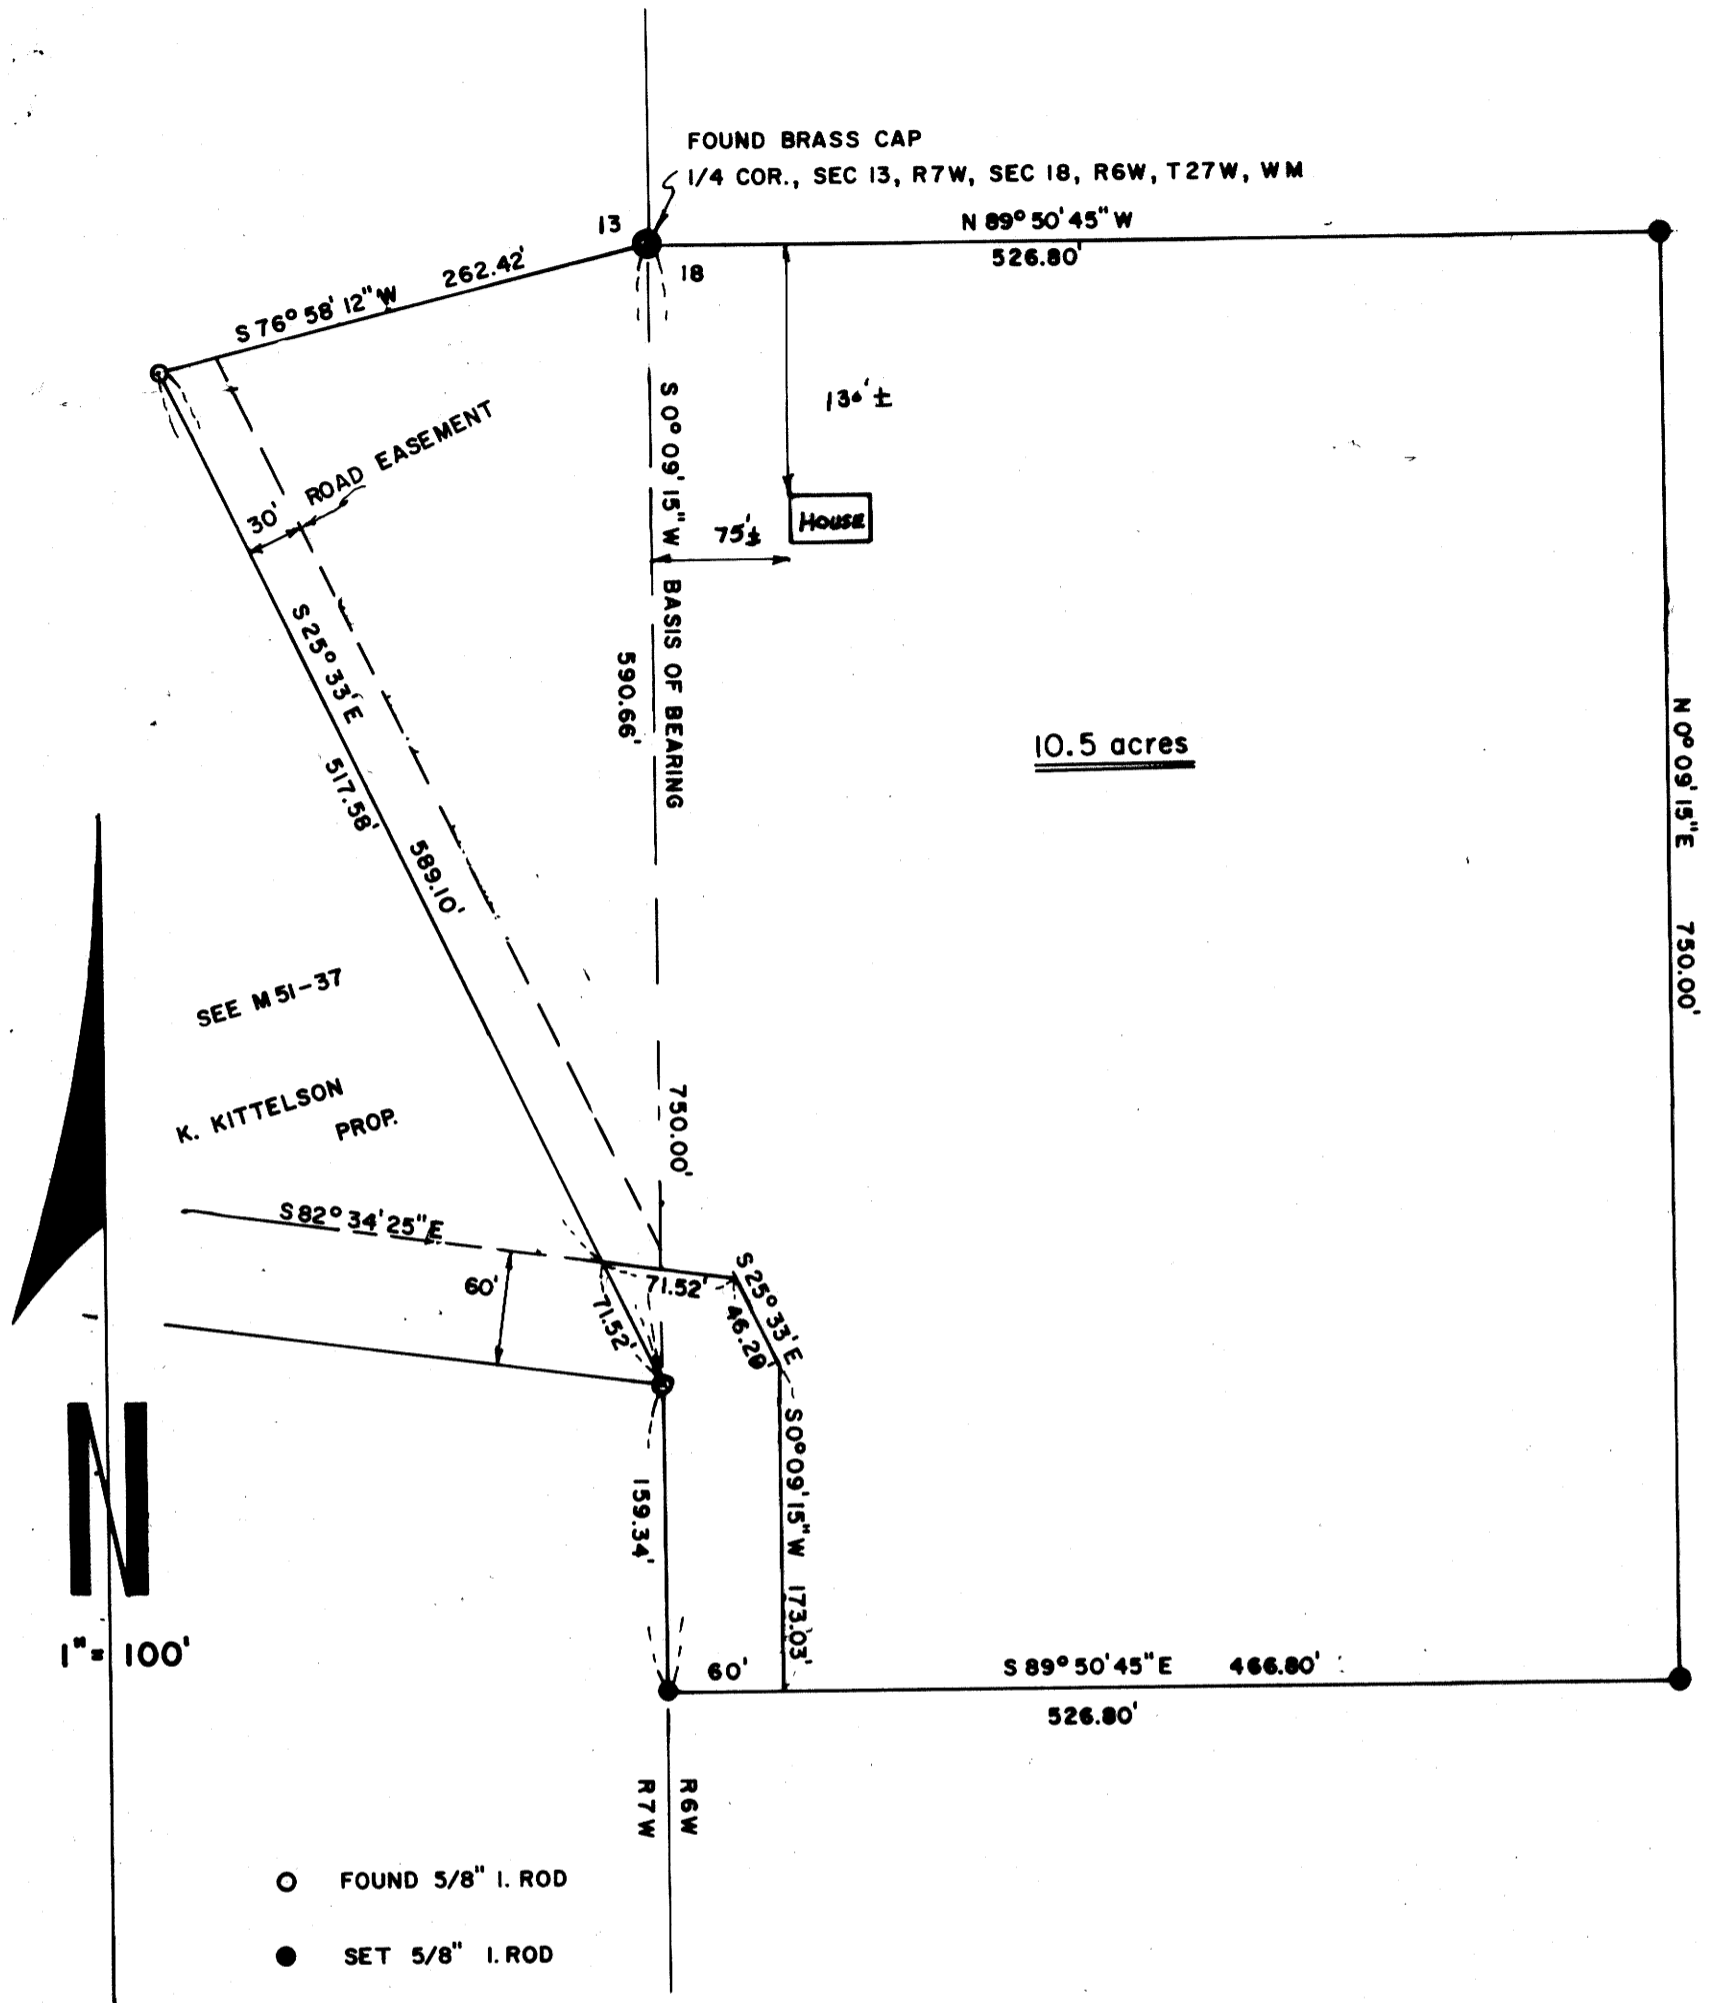 FOUND BRASS CAP
1/4 COR., SEC 13, R7W, SEC 18, R6W, T27W, WM
13
18
N 89° 50' 45" W
526.80'
262.42'
S 76° 58' 12" W
ROAD EASEMENT
30'
S 0° 09' 15" W BASIS OF BEARING
590.66'
750.00'
130' ±
75' ±
HOUSE
S 25° 33' E
517.58'
589.10'
10.5 acres
N 0° 09' 15" E 750.00'
SEE M 51-37
K. KITTELSON
PROP.
S 82° 34' 25" E
60'
71.52'
71.52'
S 25° 33' E
46.20'
S 0° 09' 15" W 173.03'
159.34'
N
1" = 100'
60'
S 89° 50' 45" E 466.80'
526.80'
R7W
R6W
FOUND 5/8" I. ROD
SET 5/8" I. ROD